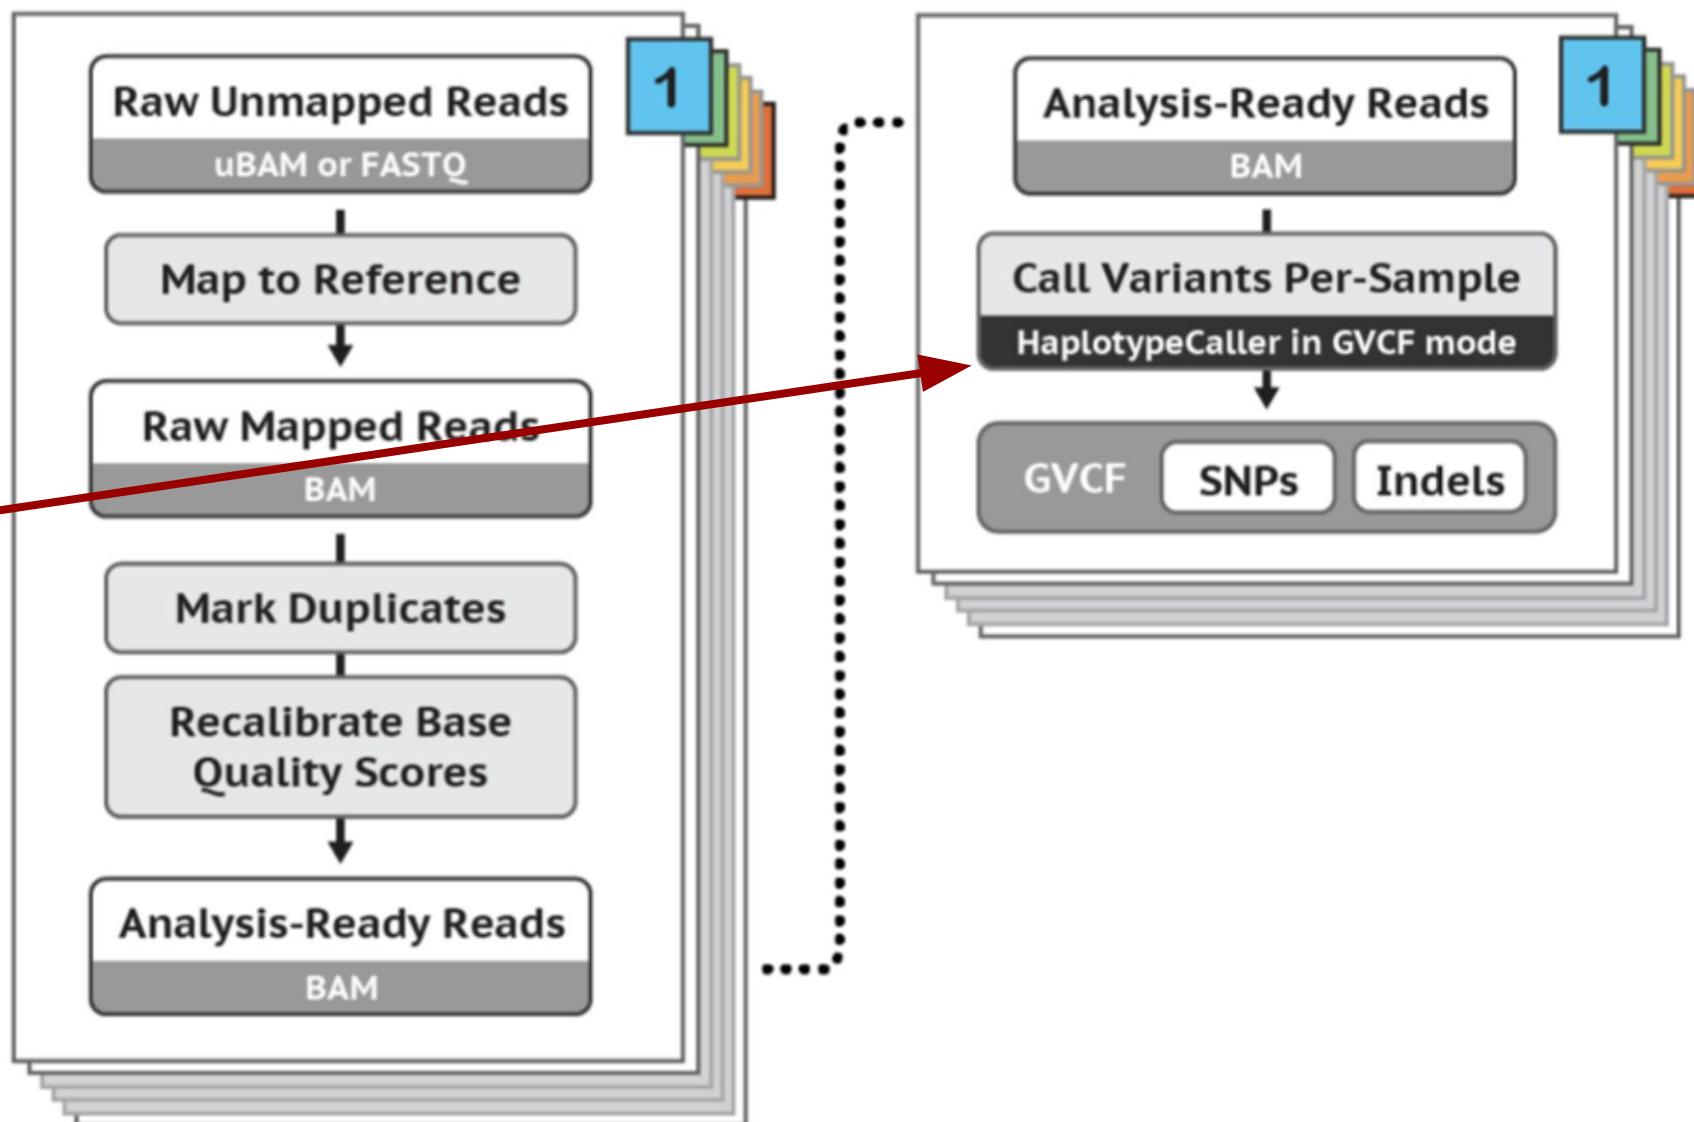 1
Raw Unmapped Reads
uBAM or FASTQ
Map to Reference
Raw Mapped Reads
BAM
Mark Duplicates
Recalibrate Base
Quality Scores
Analysis-Ready Reads
BAM
1
Analysis-Ready Reads
BAM
Call Variants Per-Sample
HaplotypeCaller in GVCF mode
GVCF SNPs Indels